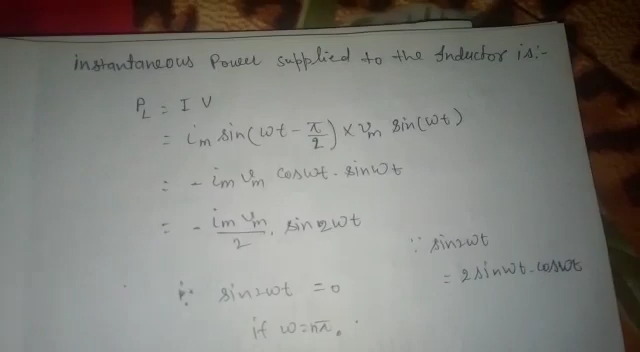 instantaneous Power supplied to the Inductor is:-
P_L = I V
= i_m sin(ωt - π/2) × v_m sin(ωt)
= - i_m v_m cosωt · sinωt
= - i_m v_m / 2 . sin2ωt
∵ sin2ωt
= 2 sinωt · cosωt
∵ sin2ωt = 0
if ω = nπ.